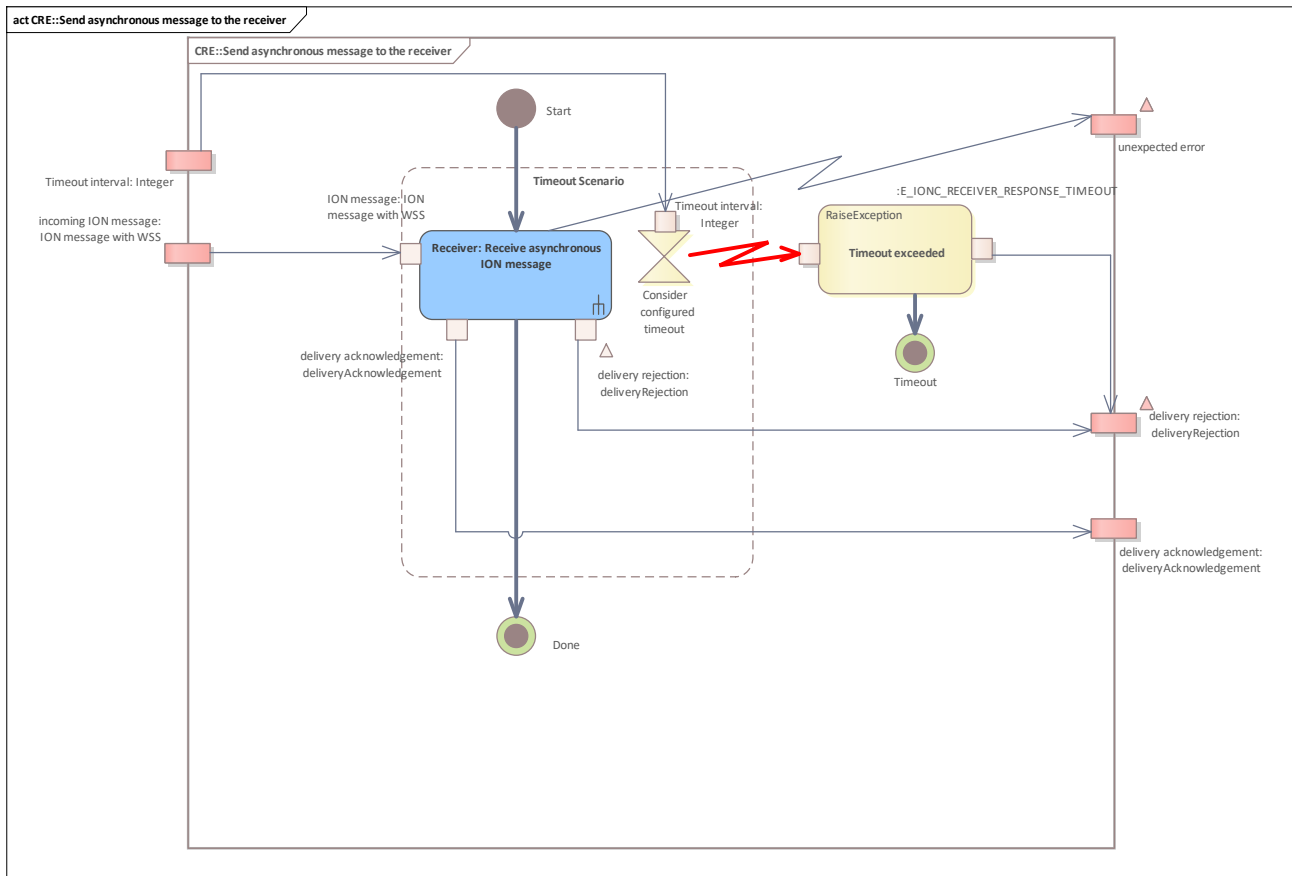 act CRE::Send asynchronous message to the receiver
CRE::Send asynchronous message to the receiver
Start
unexpected error
Timeout interval: Integer
Timeout Scenario
:E_IONC_RECEIVER_RESPONSE_TIMEOUT
ION message: ION
message with WSS
Timeout interval:
Integer
incoming ION message:
ION message with WSS
RaiseException
Receiver: Receive asynchronous
ION message
Timeout exceeded
Consider
configured
timeout
delivery acknowledgement:
deliveryAcknowledgement
delivery rejection:
deliveryRejection
Timeout
delivery rejection:
deliveryRejection
delivery acknowledgement:
deliveryAcknowledgement
Done